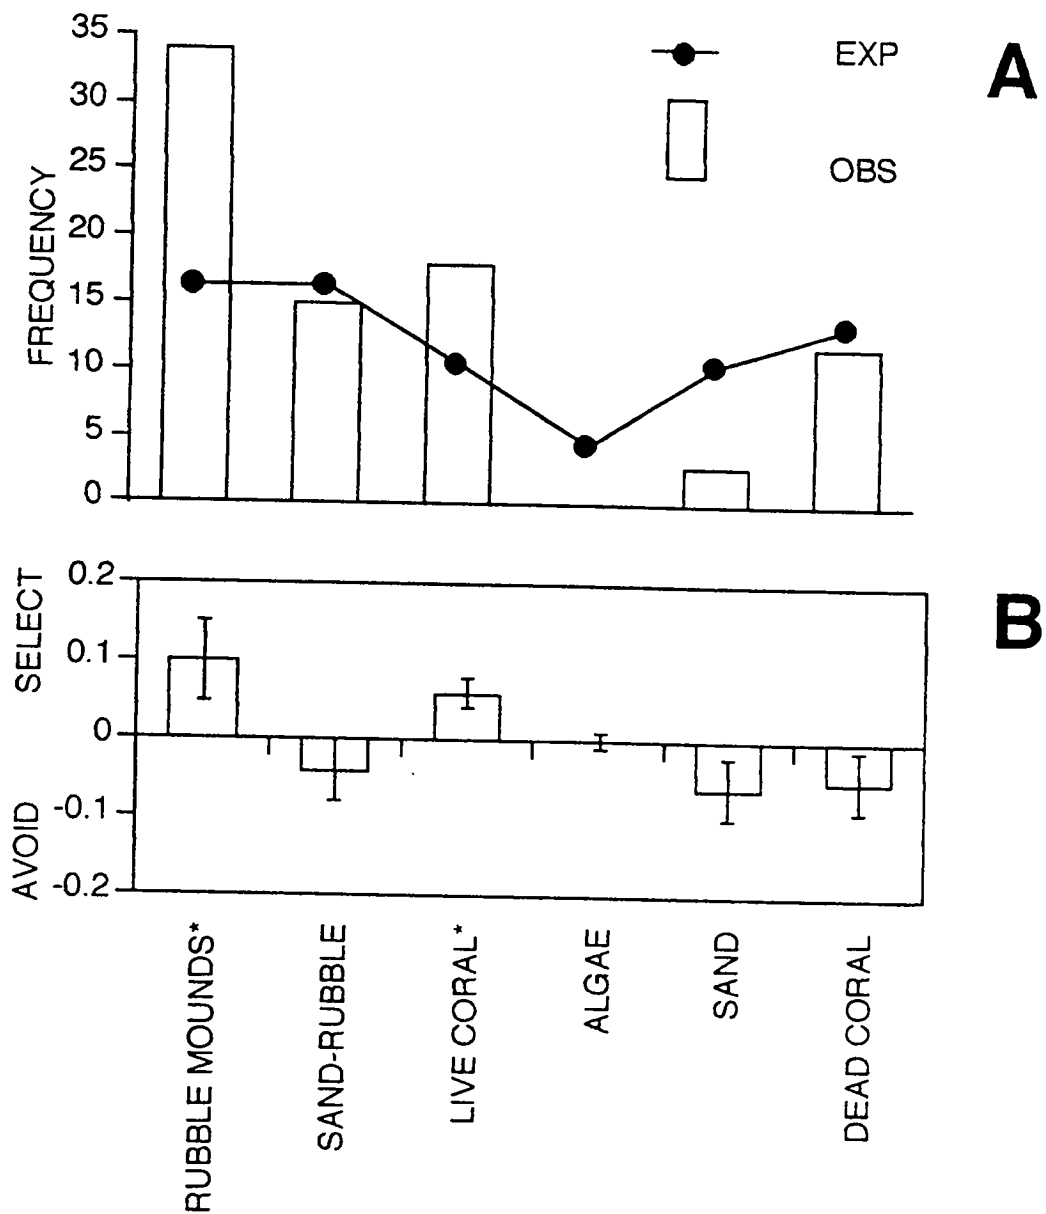 35
30
25
20
15
10
5
0
FREQUENCY
EXP
OBS
A
0.2
0.1
0
-0.1
-0.2
SELECT
AVOID
B
RUBBLE MOUNDS*
SAND-RUBBLE
LIVE CORAL*
ALGAE
SAND
DEAD CORAL